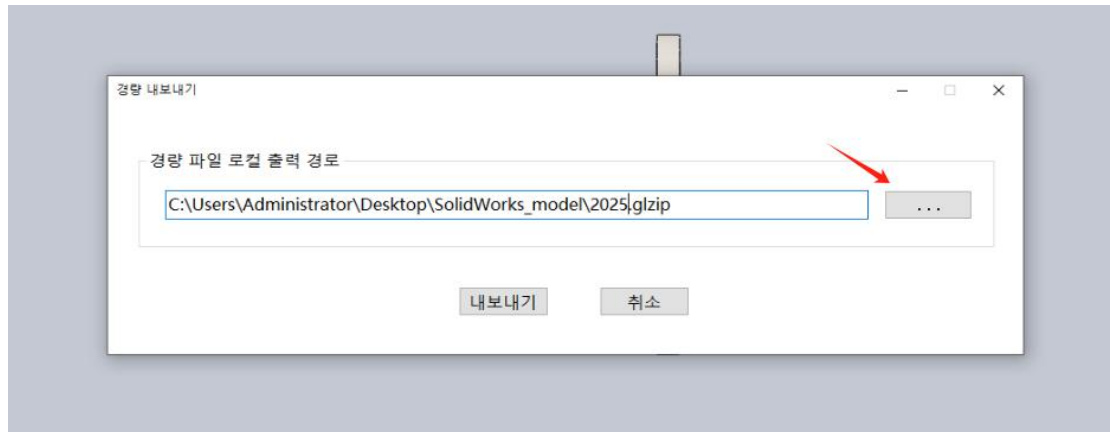 경량 내보내기
경량 파일 로컬 출력 경로
C:\Users\Administrator\Desktop\SolidWorks_model\2025.glzip
...
내보내기
취소